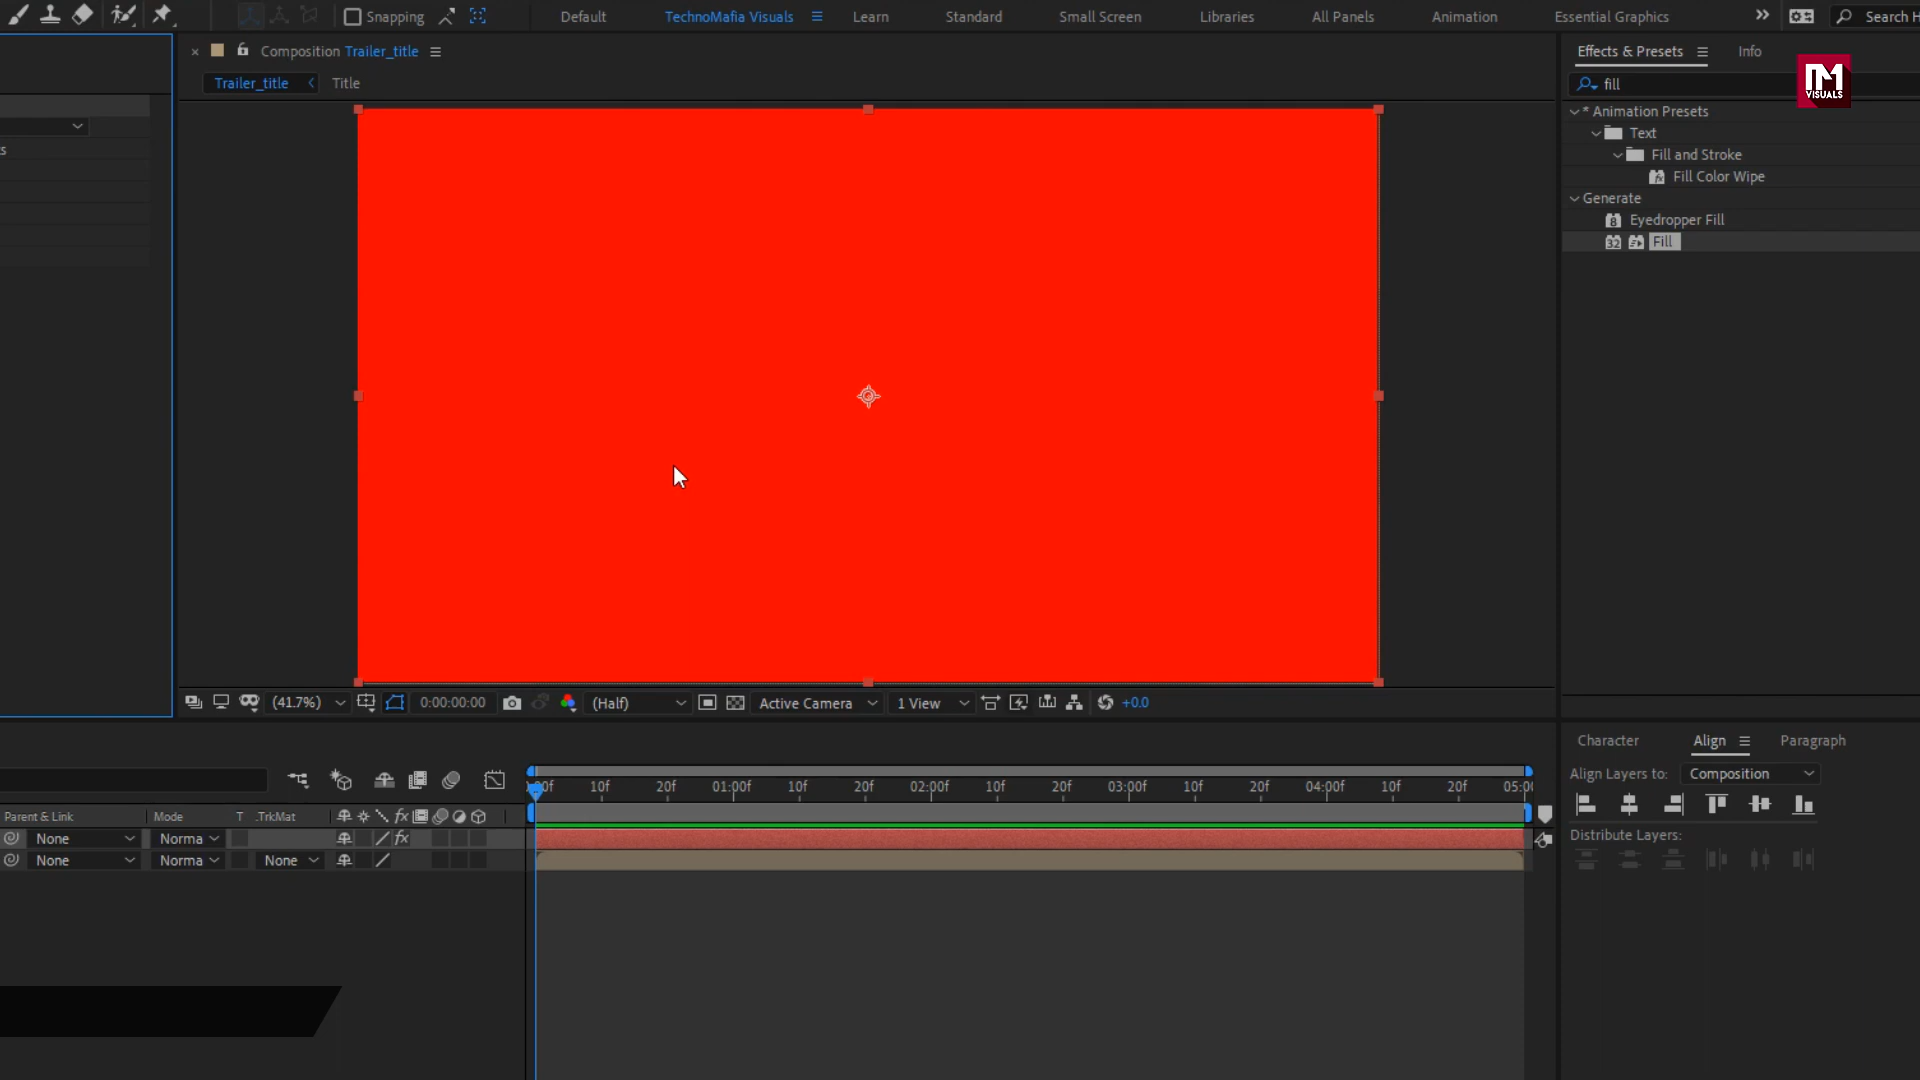 Snapping
Default
TechnoMafia Visuals
Learn
Standard
Small Screen
Libraries
All Panels
Animation
Essential Graphics
Search H
Composition Trailer_title
Trailer_title
Title
Effects & Presets
Info
fill
VISUALS
* Animation Presets
Text
Fill and Stroke
Fill Color Wipe
Generate
Eyedropper Fill
Fill
s
(41.7%)
0:00:00:00
(Half)
Active Camera
1 View
+0.0
Character
Align
Paragraph
Align Layers to:
Composition
Distribute Layers:
00f
10f
20f
01:00f
10f
20f
02:00f
10f
20f
03:00f
10f
20f
04:00f
10f
20f
05:00
Parent & Link
Mode
T
.TrkMat
None
Norma
None
Norma
None